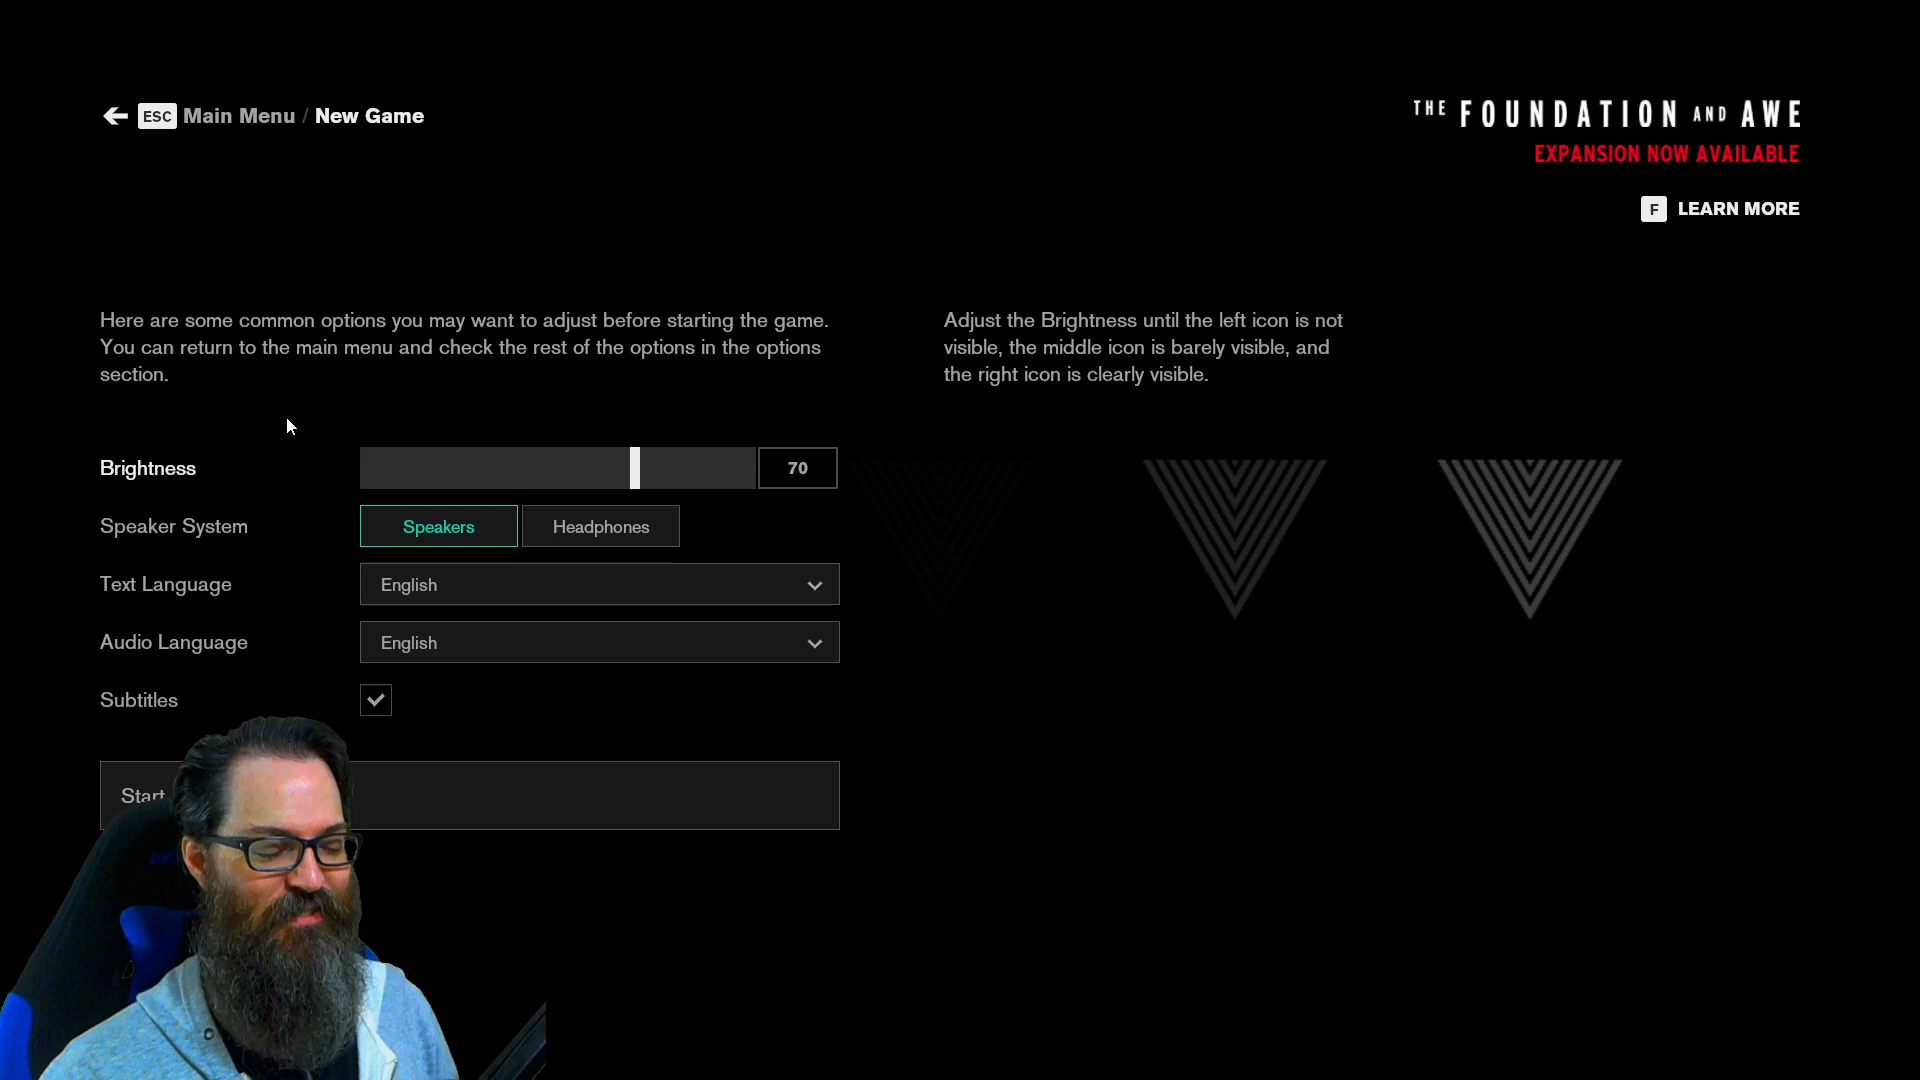 ESC Main Menu / New Game
THE FOUNDATION AND AWE
EXPANSION NOW AVAILABLE
F LEARN MORE
Here are some common options you may want to adjust before starting the game.
You can return to the main menu and check the rest of the options in the options
section.
Adjust the Brightness until the left icon is not
visible, the middle icon is barely visible, and
the right icon is clearly visible.
Brightness
70
Speaker System
Speakers
Headphones
Text Language
English
Audio Language
English
Subtitles
Start